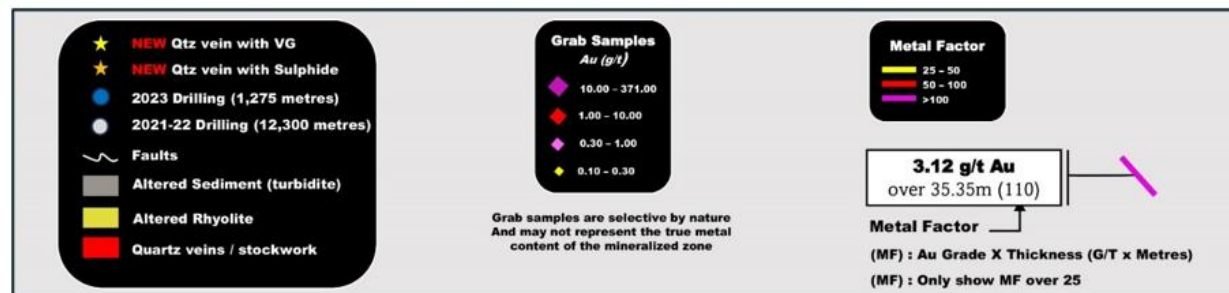 NEW Qtz vein with VG
NEW Qtz vein with Sulphide
2023 Drilling (1,275 metres)
2021-22 Drilling (12,300 metres)
Faults
Altered Sediment (turbidite)
Altered Rhyolite
Quartz veins / stockwork
Grab Samples
Au (g/t)
10.00 – 371.00
1.00 – 10.00
0.30 – 1.00
0.10 – 0.30
Grab samples are selective by nature
And may not represent the true metal
content of the mineralized zone
Metal Factor
25 – 50
50 – 100
>100
3.12 g/t Au
over 35.35m (110)
Metal Factor
(MF) : Au Grade X Thickness (G/T x Metres)
(MF) : Only show MF over 25